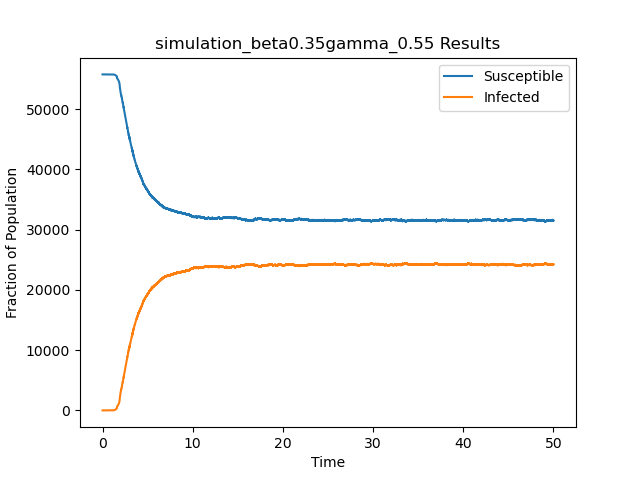 simulation_beta0.35gamma_0.55 Results
Susceptible
Infected
Fraction of Population
50000
40000
30000
20000
10000
0
0 10 20 30 40 50
Time